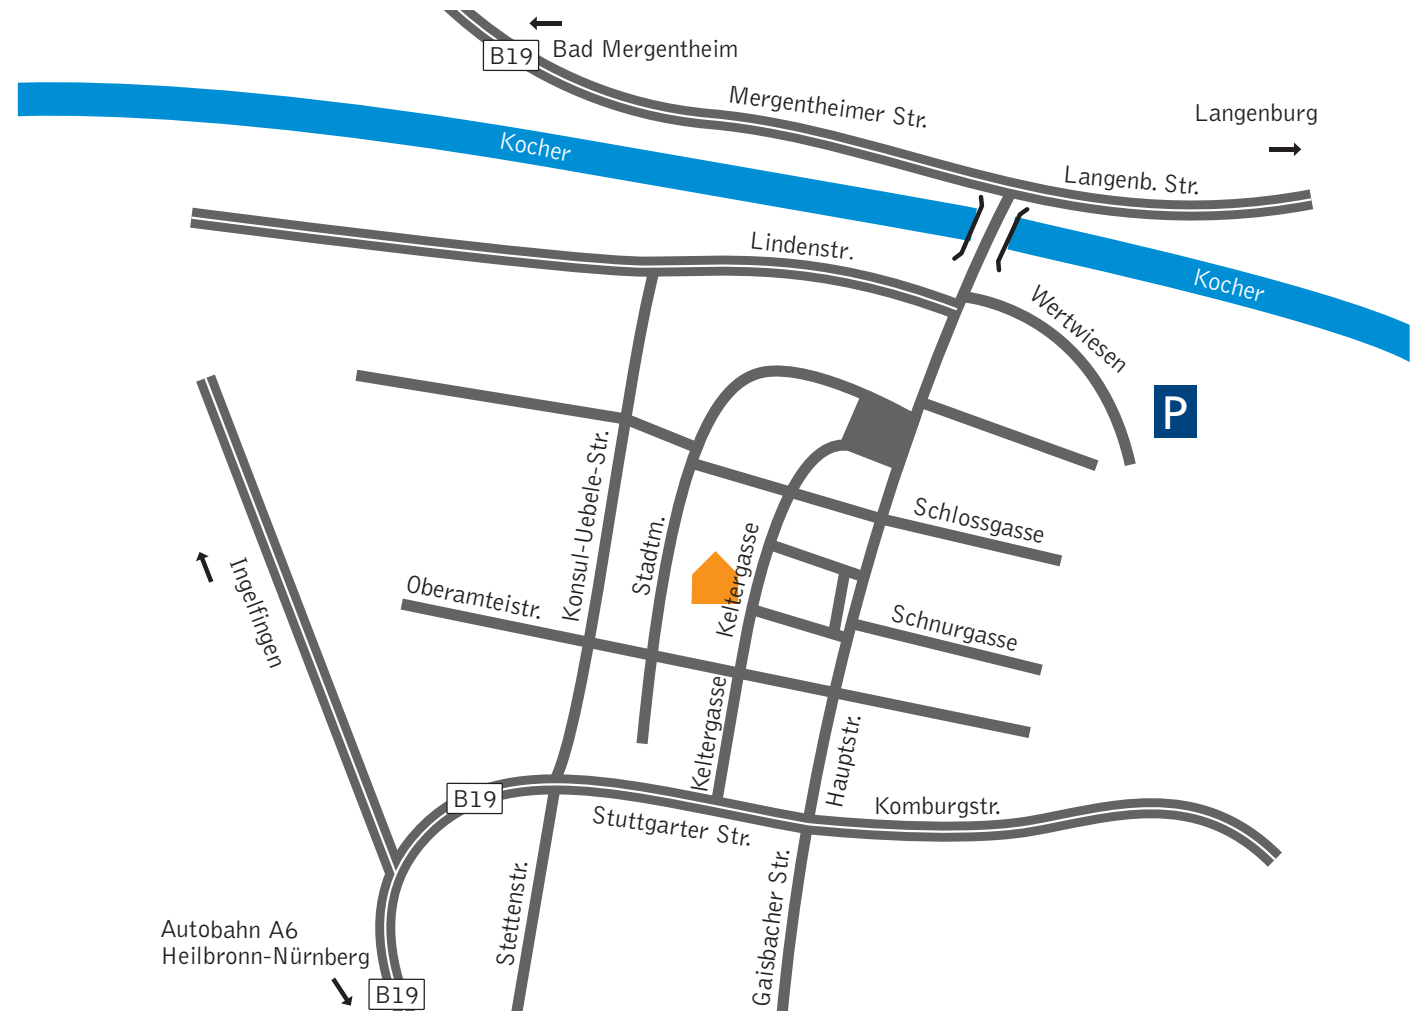 B19
Bad Mergentheim
Mergentheimer Str.
Langenburg
Kocher
Langenb. Str.
Lindenstr.
Kocher
Wertwiesen
P
Konsul-Uebele-Str.
Stadtm.
Keltergasse
Schlossgasse
Ingelfingen
Oberamteistr.
Schnurgasse
Keltergasse
Hauptstr.
B19
Stuttgarter Str.
Komburgstr.
Stettenstr.
Gaisbacher Str.
Autobahn A6
Heilbronn-Nürnberg
B19